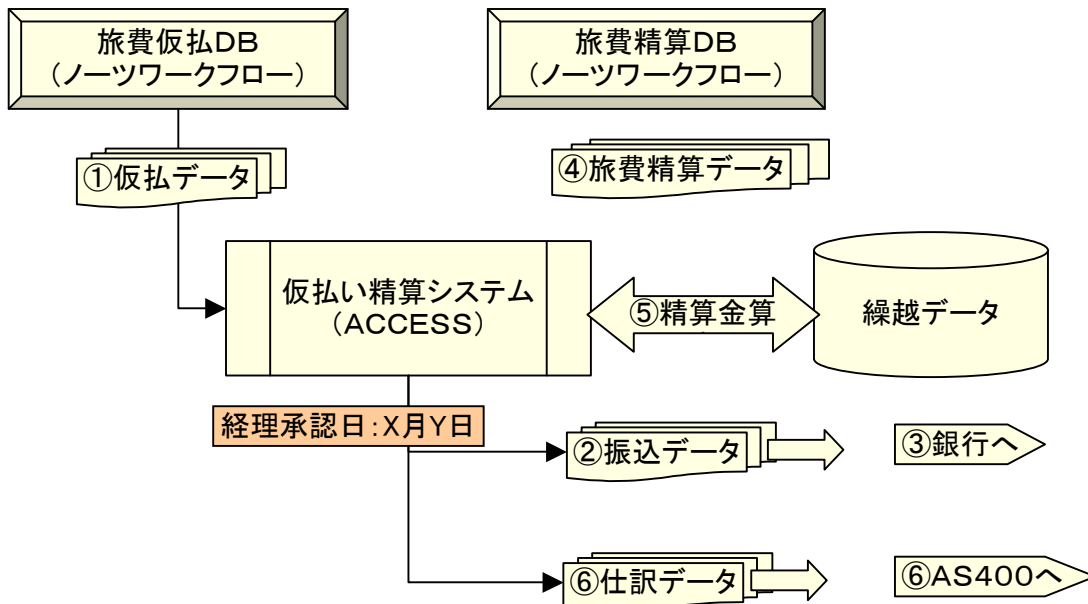 旅費仮払DB
（ノーツワークフロー）
旅費精算DB
（ノーツワークフロー）
①仮払データ
④旅費精算データ
仮払い精算システム
（ACCESS）
⑤精算金算
繰越データ
経理承認日：X月Y日
②振込データ
③銀行へ
⑥仕訳データ
⑥AS400へ